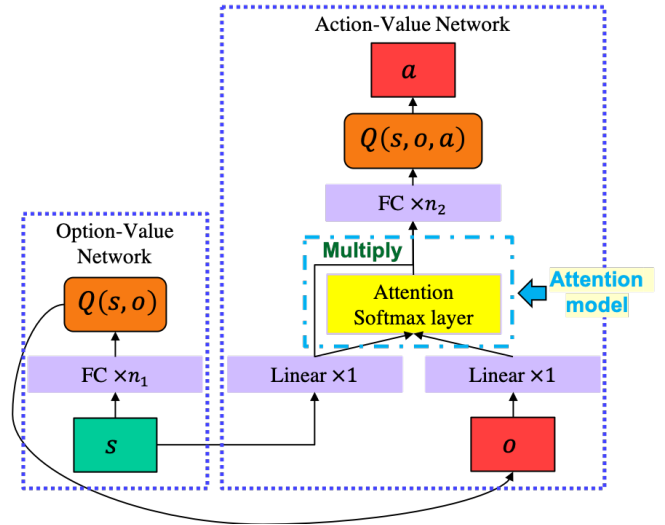 Action-Value Network
a
Q(s, o, a)
FC ×n₂
Multiply
Attention
Softmax layer
Attention
model
Linear ×1
Linear ×1
o
Option-Value
Network
Q(s, o)
FC ×n₁
s